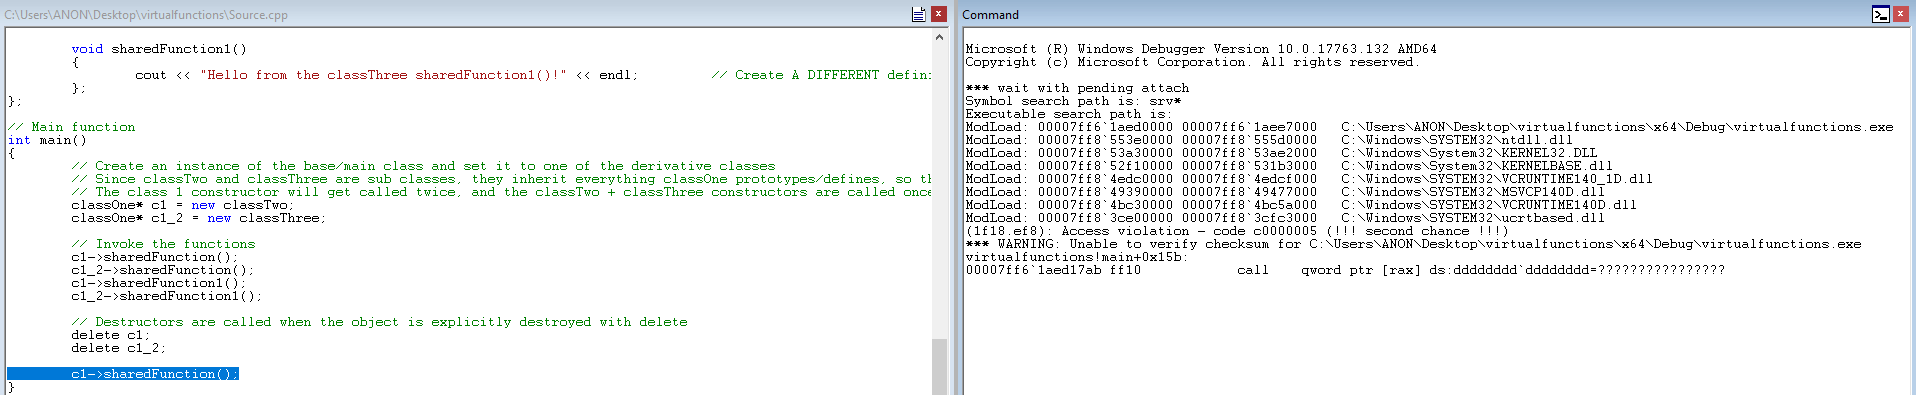 C:\Users\ANON\Desktop\virtualfunctions\Source.cpp
void sharedFunction1()
{
cout << "Hello from the classThree sharedFunction1()!" << endl; // Create A DIFFERENT defin
};
};
// Main function
int main()
{
// Create an instance of the base/main class and set it to one of the derivative classes
// Since classTwo and classThree are sub classes, they inherit everything classOne prototypes/defines, so th
// The class 1 constructor will get called twice, and the classTwo + classThree constructors are called once
classOne* c1 = new classTwo;
classOne* c1_2 = new classThree;
// Invoke the functions
c1->sharedFunction();
c1_2->sharedFunction();
c1->sharedFunction1();
c1_2->sharedFunction1();
// Destructors are called when the object is explicitly destroyed with delete
delete c1;
delete c1_2;
c1->sharedFunction();
}
Command
Microsoft (R) Windows Debugger Version 10.0.17763.132 AMD64
Copyright (c) Microsoft Corporation. All rights reserved.
*** wait with pending attach
Symbol search path is: srv*
Executable search path is:
ModLoad: 00007ff6`1aed0000 00007ff6`1aee7000 C:\Users\ANON\Desktop\virtualfunctions\x64\Debug\virtualfunctions.exe
ModLoad: 00007ff8`553e0000 00007ff8`555d0000 C:\Windows\SYSTEM32\ntdll.dll
ModLoad: 00007ff8`53a30000 00007ff8`53ae2000 C:\Windows\System32\KERNEL32.DLL
ModLoad: 00007ff8`52f10000 00007ff8`531b3000 C:\Windows\System32\KERNELBASE.dll
ModLoad: 00007ff8`4edc0000 00007ff8`4edcf000 C:\Windows\SYSTEM32\VCRUNTIME140_1D.dll
ModLoad: 00007ff8`49390000 00007ff8`49477000 C:\Windows\SYSTEM32\MSVCP140D.dll
ModLoad: 00007ff8`4bc30000 00007ff8`4bc5a000 C:\Windows\SYSTEM32\VCRUNTIME140D.dll
ModLoad: 00007ff8`3ce00000 00007ff8`3cfc3000 C:\Windows\SYSTEM32\ucrtbased.dll
(1f18.ef8): Access violation - code c0000005 (!!! second chance !!!)
*** WARNING: Unable to verify checksum for C:\Users\ANON\Desktop\virtualfunctions\x64\Debug\virtualfunctions.exe
virtualfunctions!main+0x15b:
00007ff6`1aed17ab ff10 call qword ptr [rax] ds:dddddddd`dddddddd=????????????????